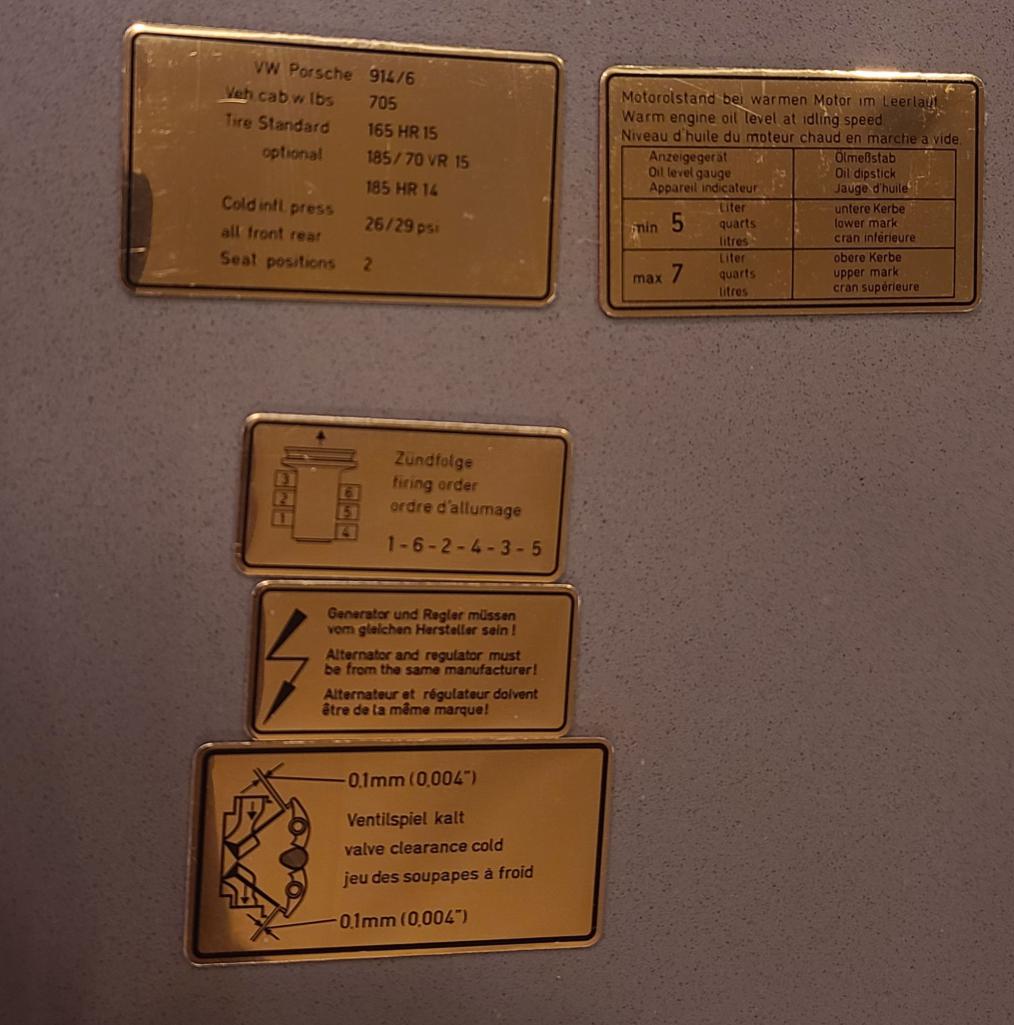 VW Porsche 914/6
Veh.cab.w.lbs 705
Tire Standard 165 HR 15
optional 185/70 VR 15
185 HR 14
Cold infl. press
all front rear 26/29 psi
Seat positions 2
Motorolstand bei warmen Motor im Leerlauf.
Warm engine oil level at idling speed.
Niveau d'huile du moteur chaud en marche a vide.
Anzeigegerät Ölmeßstab
Oil level gauge Oil dipstick
Appareil indicateur Jauge d'huile
min 5 Liter untere Kerbe
quarts lower mark
litres cran inférieure
max 7 Liter obere Kerbe
quarts upper mark
litres cran supérieure
3
2
1
6
5
4
Zündfolge
firing order
ordre d'allumage
1 - 6 - 2 - 4 - 3 - 5
Generator und Regler müssen
vom gleichen Hersteller sein!
Alternator and regulator must
be from the same manufacturer!
Alternateur et régulateur doivent
être de la même marque!
0,1mm (0,004")
Ventilspiel kalt
valve clearance cold
jeu des soupapes à froid
0,1mm (0,004")